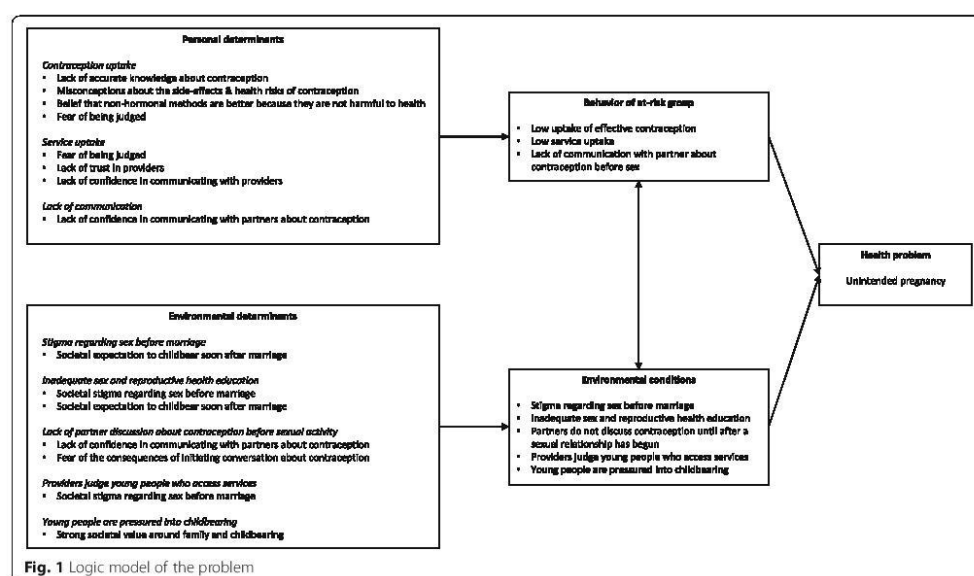 Personal determinants
Contraception uptake
• Lack of accurate knowledge about contraception
• Misconceptions about the side-effects & health risks of contraception
• Belief that non-hormonal methods are better because they are not harmful to health
• Fear of being judged
Service uptake
• Fear of being judged
• Lack of trust in providers
• Lack of confidence in communicating with providers
Lack of communication
• Lack of confidence in communicating with partners about contraception
Behavior of at-risk group
• Low uptake of effective contraception
• Low service uptake
• Lack of communication with partner about
contraception before sex
Health problem
Unintended pregnancy
Environmental determinants
Stigma regarding sex before marriage
• Societal expectation to childbear soon after marriage
Inadequate sex and reproductive health education
• Societal stigma regarding sex before marriage
• Societal expectation to childbear soon after marriage
Lack of partner discussion about contraception before sexual activity
• Lack of confidence in communicating with partners about contraception
• Fear of the consequences of initiating conversation about contraception
Providers judge young people who access services
• Societal stigma regarding sex before marriage
Young people are pressured into childbearing
• Strong societal value around family and childbearing
Environmental conditions
• Stigma regarding sex before marriage
• Inadequate sex and reproductive health education
• Partners do not discuss contraception until after a
sexual relationship has begun
• Providers judge young people who access services
• Young people are pressured into childbearing
Fig. 1 Logic model of the problem